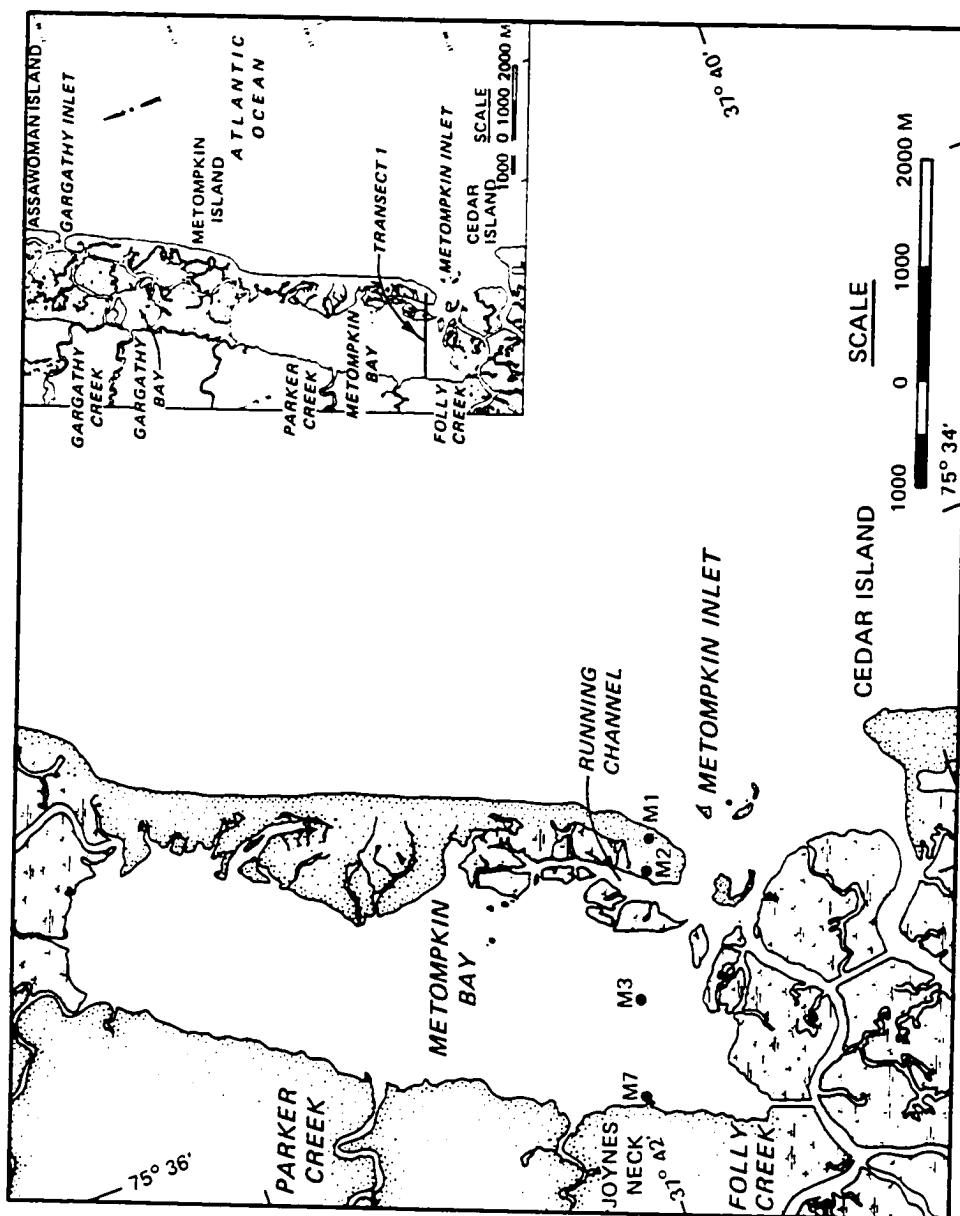 ASSAWOMAN ISLAND
GARGATHY INLET
METOMPKIN
ISLAND
ATLANTIC
OCEAN
GARGATHY
CREEK
GARGATHY
BAY
PARKER
CREEK
METOMPKIN
BAY
TRANSECT 1
FOLLY
CREEK
METOMPKIN INLET
CEDAR
ISLAND
SCALE
1000 0 1000 2000 M
37° 40'
75° 36'
PARKER
CREEK
METOMPKIN
BAY
RUNNING
CHANNEL
JOYNES
NECK
37° 42
M7
M3
M2
M1
FOLLY
CREEK
METOMPKIN INLET
CEDAR ISLAND
SCALE
1000 0 1000 2000 M
75° 34'